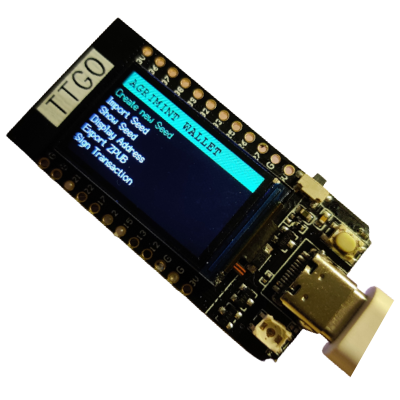 TTGO
AGRIMINT WALLET
Create new Seed
Import Seed
Show Seed
Display Address
Export ZPUB
Sign Transaction